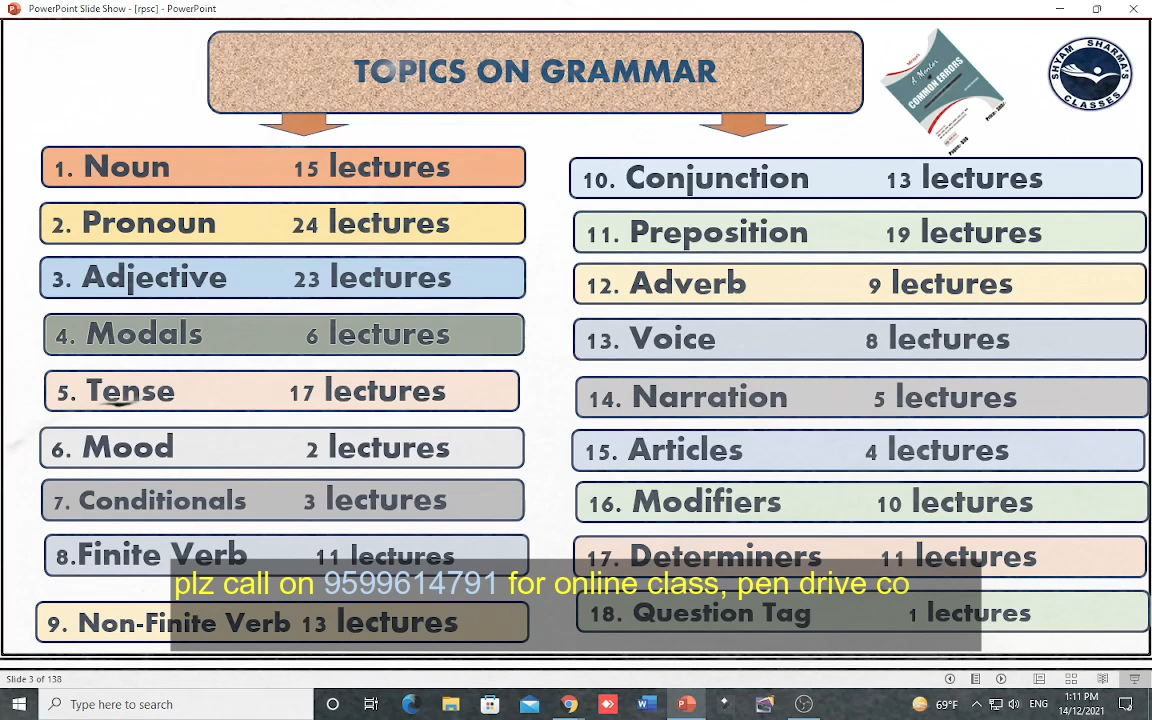 PowerPoint Slide Show - [rpsc] - PowerPoint
TOPICS ON GRAMMAR
A Mentor
COMMON ERRORS
SHYAM SHARMA'S
CLASSES
1. Noun 15 lectures
2. Pronoun 24 lectures
3. Adjective 23 lectures
4. Modals 6 lectures
5. Tense 17 lectures
6. Mood 2 lectures
7. Conditionals 3 lectures
8.Finite Verb 11 lectures
9. Non-Finite Verb 13 lectures
10. Conjunction 13 lectures
11. Preposition 19 lectures
12. Adverb 9 lectures
13. Voice 8 lectures
14. Narration 5 lectures
15. Articles 4 lectures
16. Modifiers 10 lectures
17. Determiners 11 lectures
18. Question Tag 1 lectures
plz call on 9599614791 for online class, pen drive co
Slide 3 of 138
Type here to search
69°F
ENG
1:11 PM
14/12/2021